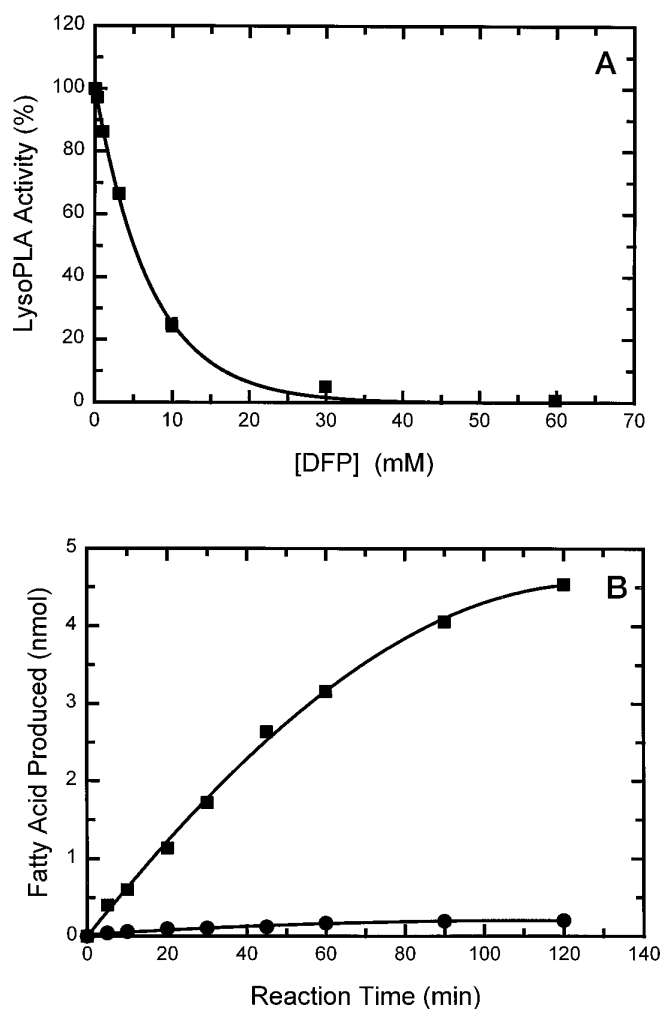 A
LysoPLA Activity (%)
120
100
80
60
40
20
0
0 10 20 30 40 50 60 70
[DFP] (mM)
B
Fatty Acid Produced (nmol)
5
4
3
2
1
0
0 20 40 60 80 100 120 140
Reaction Time (min)